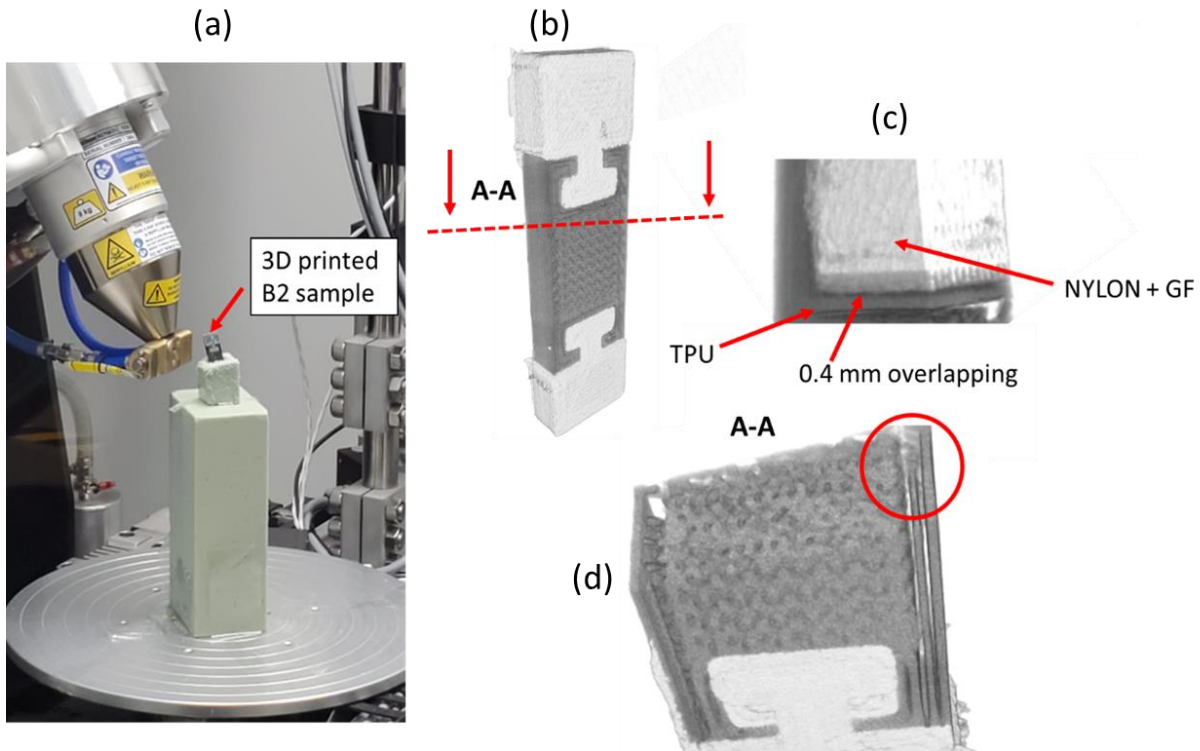 (a)
(b)
(c)
A-A
3D printed
B2 sample
NYLON + GF
TPU
0.4 mm overlapping
A-A
(d)